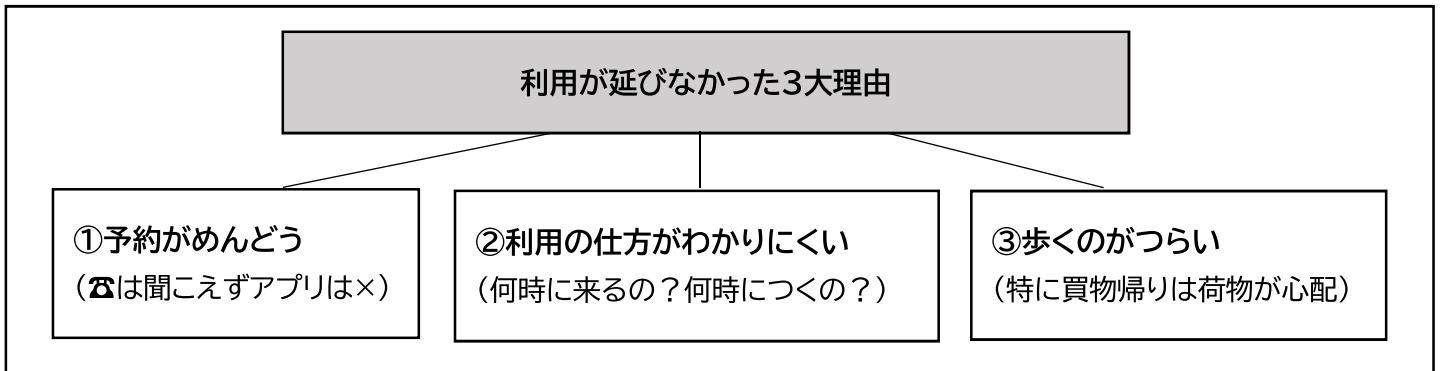 利用が延びなかった3大理由
①予約がめんどう
（☎は聞こえずアプリは×）
②利用の仕方がわかりにくい
（何時に来るの？何時につくの？）
③歩くのがつらい
（特に買物帰りは荷物が心配）